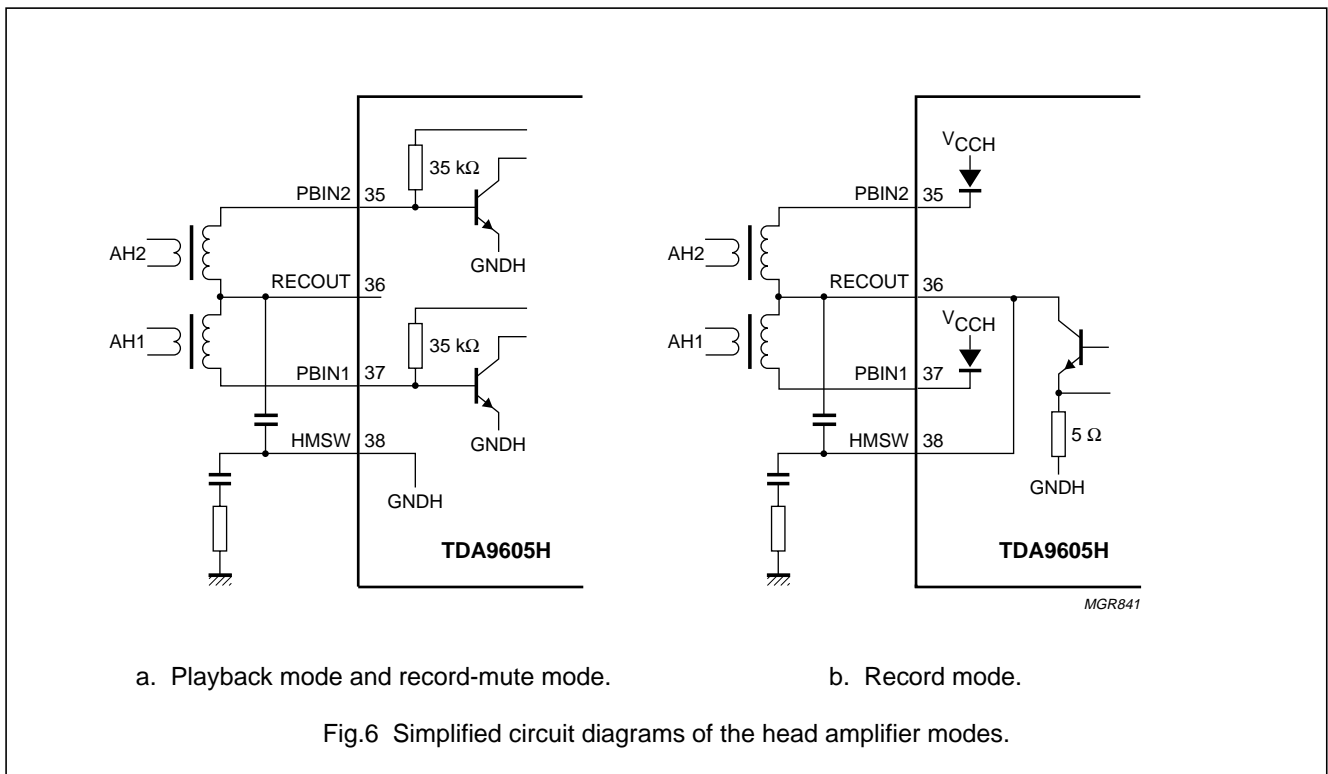 35 kΩ
PBIN2 35
AH2
GNDH
RECOUT 36
AH1
35 kΩ
PBIN1 37
GNDH
HMSW 38
GNDH
TDA9605H
VCCH
PBIN2 35
AH2
RECOUT 36
VCCH
AH1
PBIN1 37
HMSW 38
5 Ω
GNDH
TDA9605H
MGR841
a. Playback mode and record-mute mode.
b. Record mode.
Fig.6 Simplified circuit diagrams of the head amplifier modes.